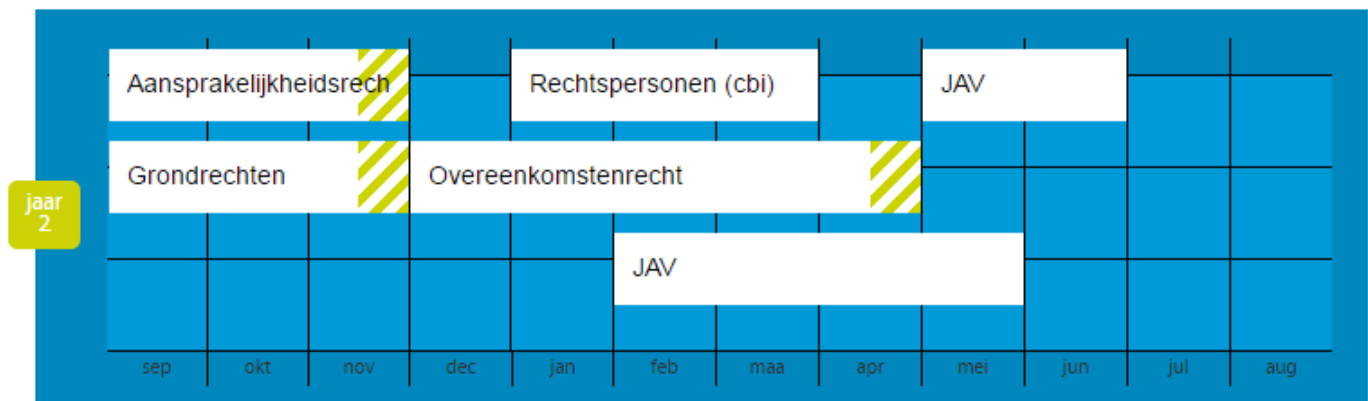 Aansprakelijkheidsrech
Rechtspersonen (cbi)
JAV
Grondrechten
Overeenkomstenrecht
jaar
2
JAV
sep okt nov dec jan feb maa apr mei jun jul aug